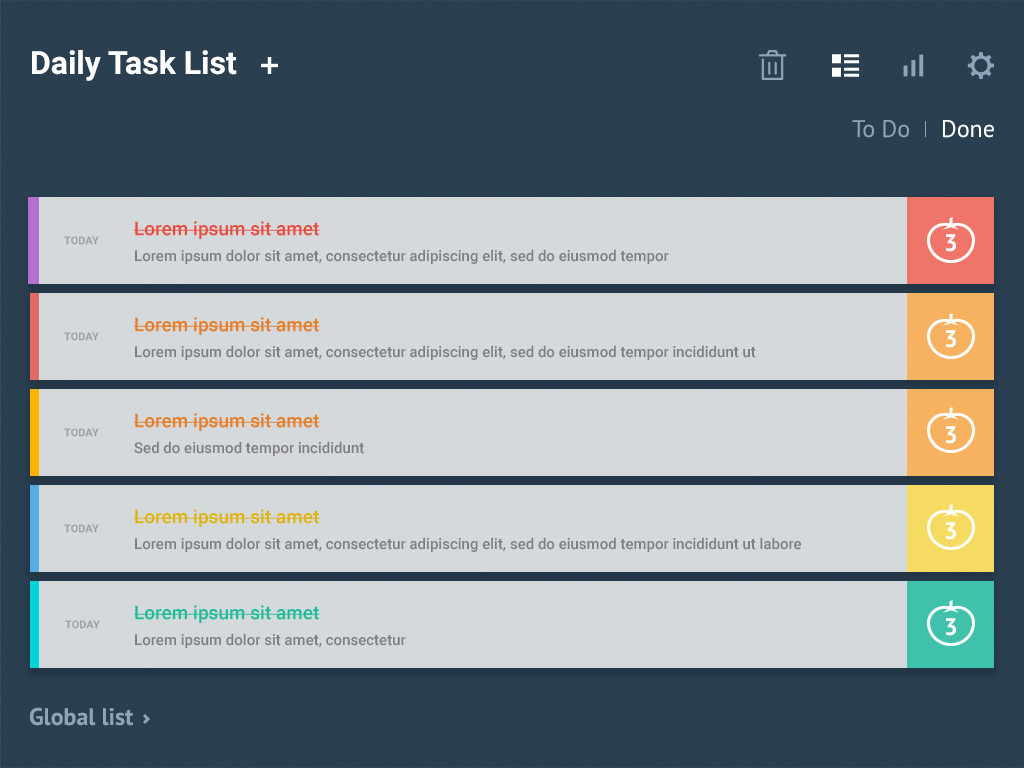 Daily Task List +
To Do | Done
TODAY
Lorem ipsum sit amet
Lorem ipsum dolor sit amet, consectetur adipiscing elit, sed do eiusmod tempor
3
TODAY
Lorem ipsum sit amet
Lorem ipsum dolor sit amet, consectetur adipiscing elit, sed do eiusmod tempor incididunt ut
3
TODAY
Lorem ipsum sit amet
Sed do eiusmod tempor incididunt
3
TODAY
Lorem ipsum sit amet
Lorem ipsum dolor sit amet, consectetur adipiscing elit, sed do eiusmod tempor incididunt ut labore
3
TODAY
Lorem ipsum sit amet
Lorem ipsum dolor sit amet, consectetur
3
Global list ›